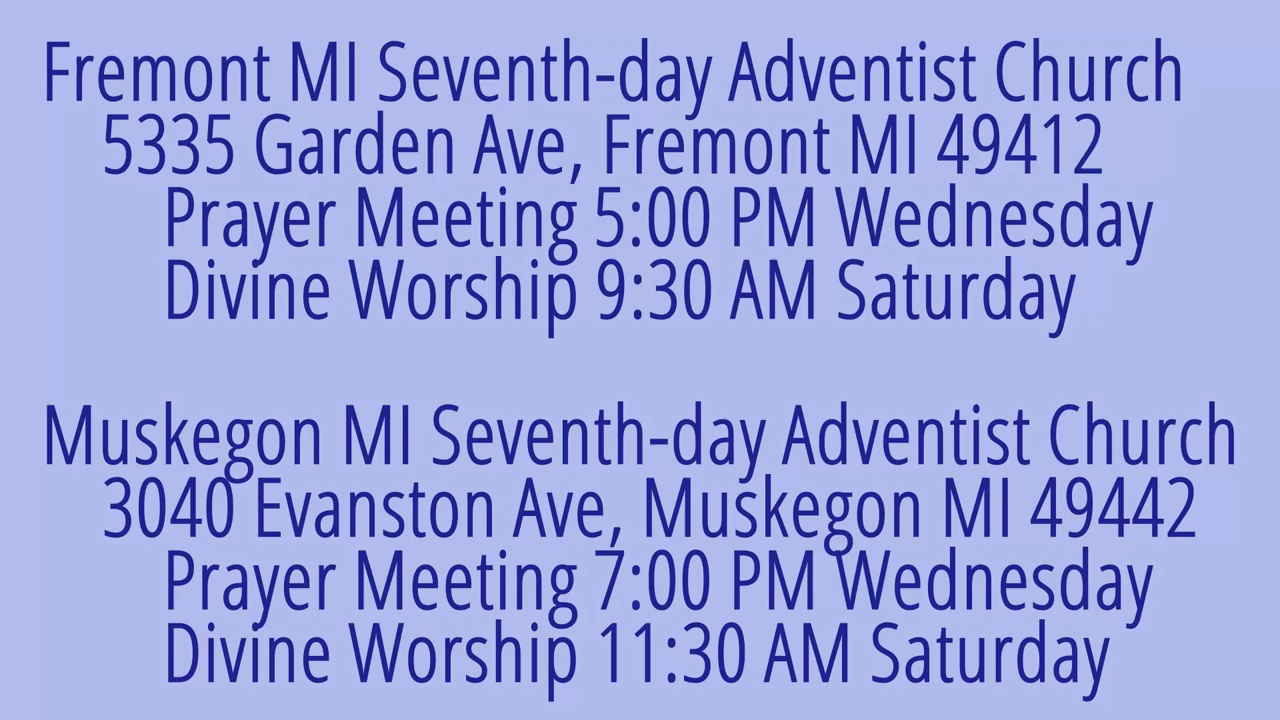 Fremont MI Seventh-day Adventist Church
5335 Garden Ave, Fremont MI 49412
Prayer Meeting 5:00 PM Wednesday
Divine Worship 9:30 AM Saturday
Muskegon MI Seventh-day Adventist Church
3040 Evanston Ave, Muskegon MI 49442
Prayer Meeting 7:00 PM Wednesday
Divine Worship 11:30 AM Saturday